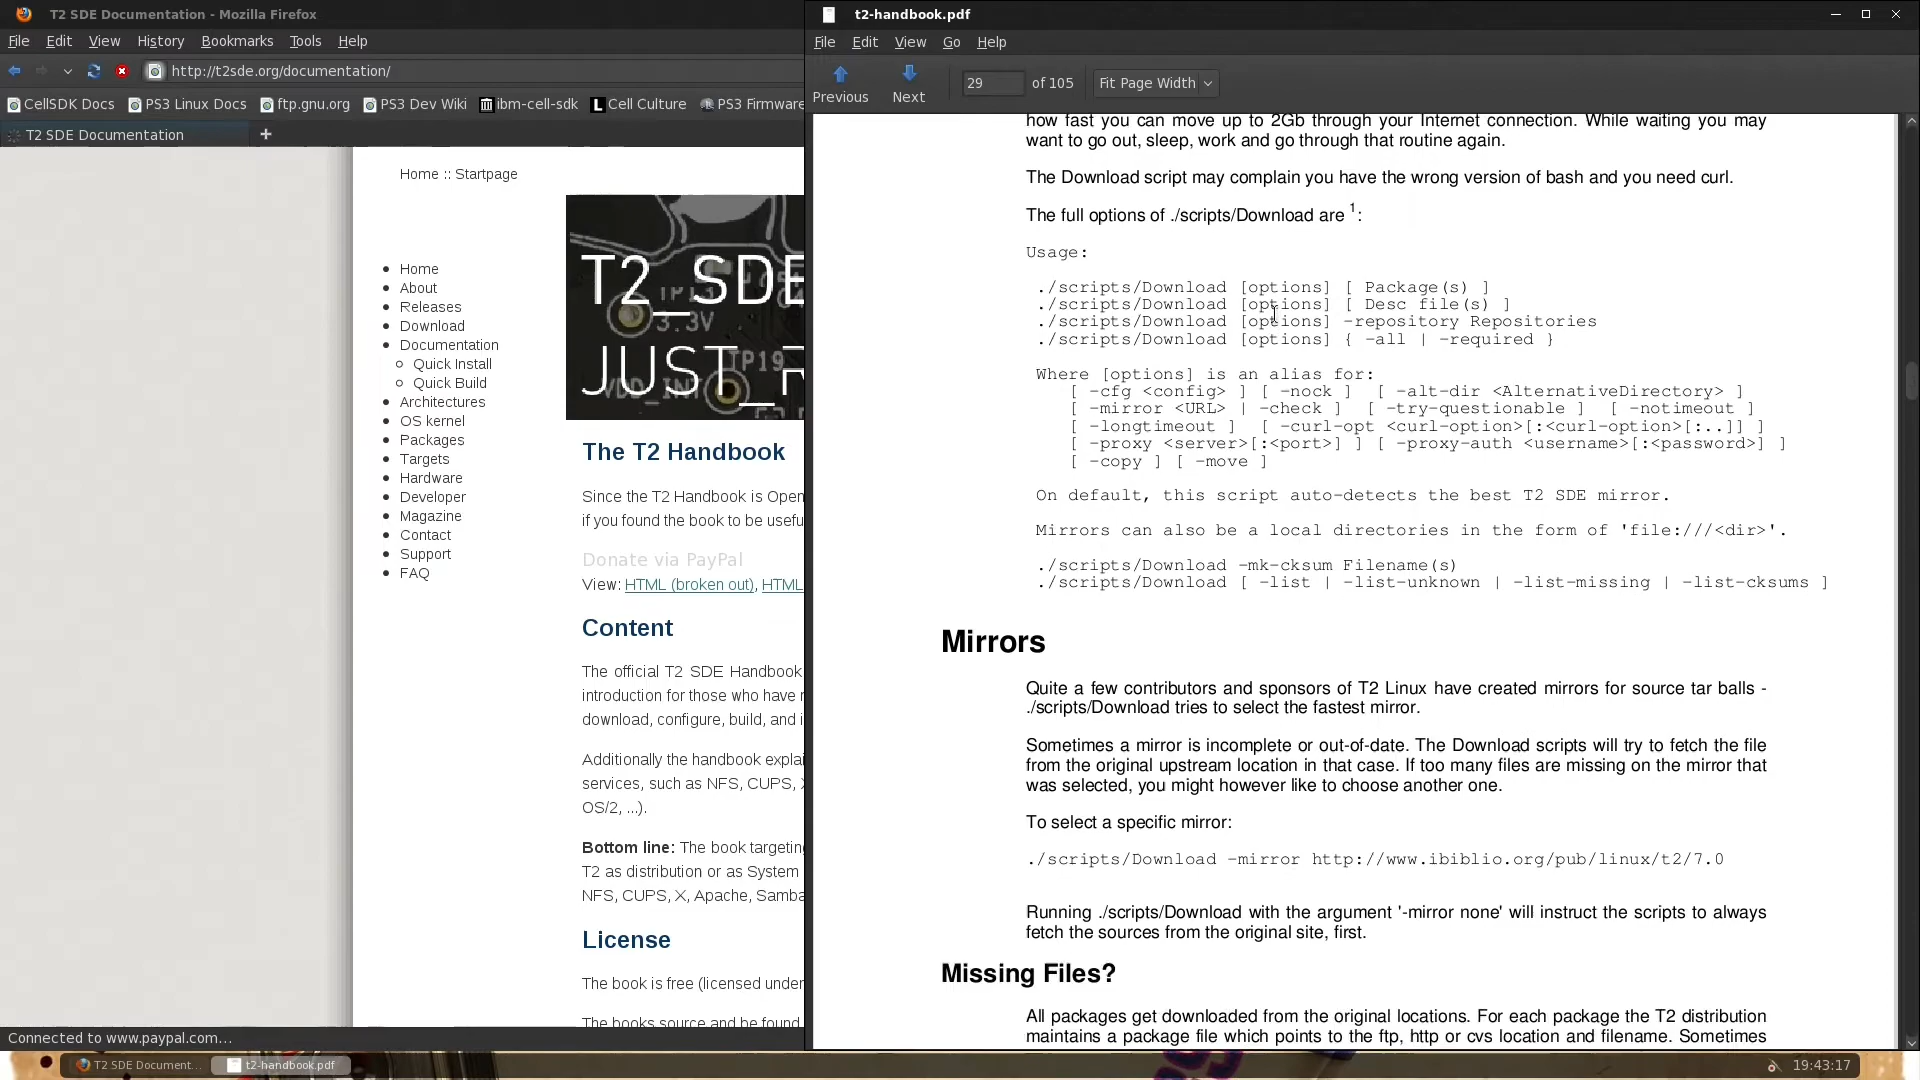 T2 SDE Documentation - Mozilla Firefox
File Edit View History Bookmarks Tools Help
http://t2sde.org/documentation/
CellSDK Docs PS3 Linux Docs ftp.gnu.org PS3 Dev Wiki ibm-cell-sdk Cell Culture PS3 Firmware
T2 SDE Documentation +
Home :: Startpage
Home
About
Releases
Download
Documentation
Quick Install
Quick Build
Architectures
OS kernel
Packages
Targets
Hardware
Developer
Magazine
Contact
Support
FAQ
T2_SDE
JUST_
TP13
3.3V
TP19
VDD_INT
The T2 Handbook
Since the T2 Handbook is Open
if you found the book to be usefu
Donate via PayPal
View: HTML (broken out), HTML
Content
The official T2 SDE Handbook
introduction for those who have
download, configure, build, and i
Additionally the handbook explai
services, such as NFS, CUPS,
OS/2, ...).
Bottom line: The book targeting
T2 as distribution or as System
NFS, CUPS, X, Apache, Samba
License
The book is free (licensed under
The books source and be found
Connected to www.paypal.com…
t2-handbook.pdf
File Edit View Go Help
Previous Next 29 of 105 Fit Page Width
how fast you can move up to 2Gb through your Internet connection. While waiting you may
want to go out, sleep, work and go through that routine again.
The Download script may complain you have the wrong version of bash and you need curl.
The full options of ./scripts/Download are 1:
Usage:
./scripts/Download [options] [ Package(s) ]
./scripts/Download [options] [ Desc file(s) ]
./scripts/Download [options] -repository Repositories
./scripts/Download [options] { -all | -required }
Where [options] is an alias for:
[ -cfg <config> ] [ -nock ] [ -alt-dir <AlternativeDirectory> ]
[ -mirror <URL> | -check ] [ -try-questionable ] [ -notimeout ]
[ -longtimeout ] [ -curl-opt <curl-option>[:<curl-option>[:..]] ]
[ -proxy <server>[:<port>] ] [ -proxy-auth <username>[:<password>] ]
[ -copy ] [ -move ]
On default, this script auto-detects the best T2 SDE mirror.
Mirrors can also be a local directories in the form of 'file:///<dir>'.
./scripts/Download -mk-cksum Filename(s)
./scripts/Download [ -list | -list-unknown | -list-missing | -list-cksums ]
Mirrors
Quite a few contributors and sponsors of T2 Linux have created mirrors for source tar balls -
./scripts/Download tries to select the fastest mirror.
Sometimes a mirror is incomplete or out-of-date. The Download scripts will try to fetch the file
from the original upstream location in that case. If too many files are missing on the mirror that
was selected, you might however like to choose another one.
To select a specific mirror:
./scripts/Download -mirror http://www.ibiblio.org/pub/linux/t2/7.0
Running ./scripts/Download with the argument '-mirror none' will instruct the scripts to always
fetch the sources from the original site, first.
Missing Files?
All packages get downloaded from the original locations. For each package the T2 distribution
maintains a package file which points to the ftp, http or cvs location and filename. Sometimes
T2 SDE Document... t2-handbook.pdf 19:43:17